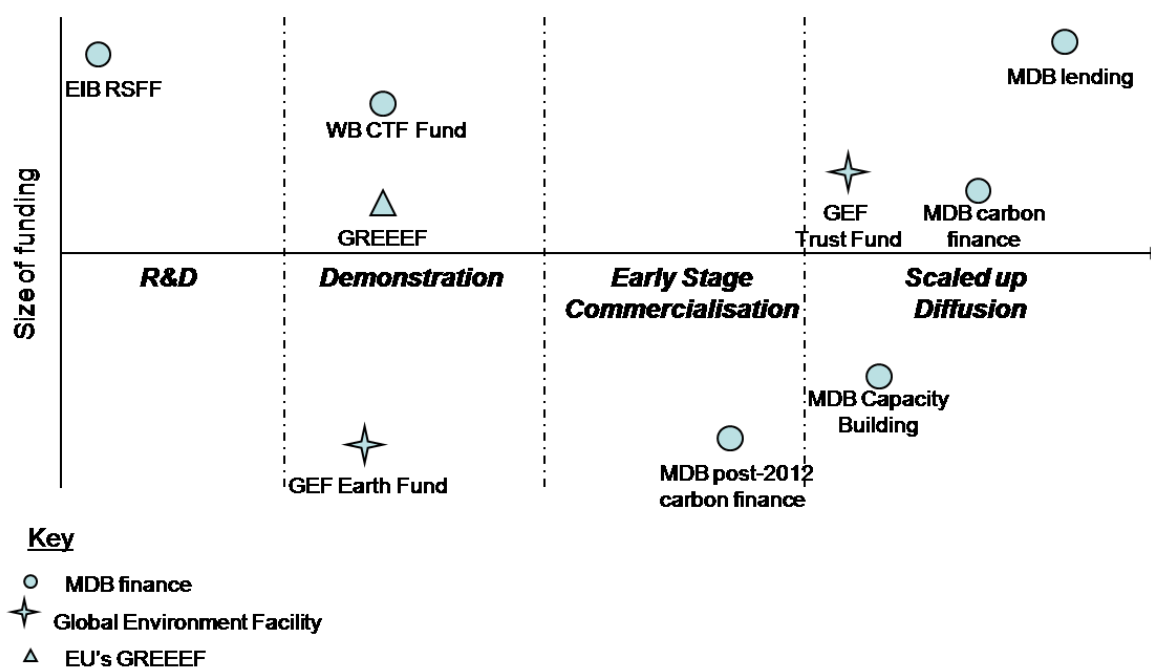 EIB RSFF
MDB lending
WB CTF Fund
GREEEF
GEF
Trust Fund
MDB carbon
finance
Size of funding
R&D
Demonstration
Early Stage
Commercialisation
Scaled up
Diffusion
MDB Capacity
Building
GEF Earth Fund
MDB post-2012
carbon finance
Key
MDB finance
Global Environment Facility
EU's GREEEF